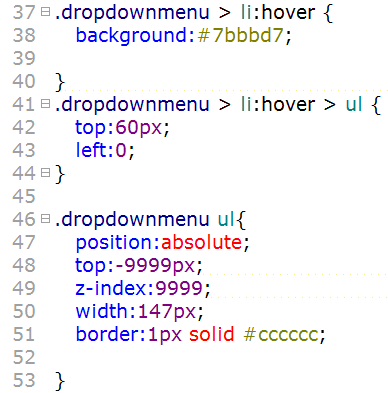 37 .dropdownmenu > li:hover {
38 background:#7bbbd7;
39
40 }
41 .dropdownmenu > li:hover > ul {
42 top:60px;
43 left:0;
44 }
45
46 .dropdownmenu ul{
47 position:absolute;
48 top:-9999px;
49 z-index:9999;
50 width:147px;
51 border:1px solid #cccccc;
52
53 }